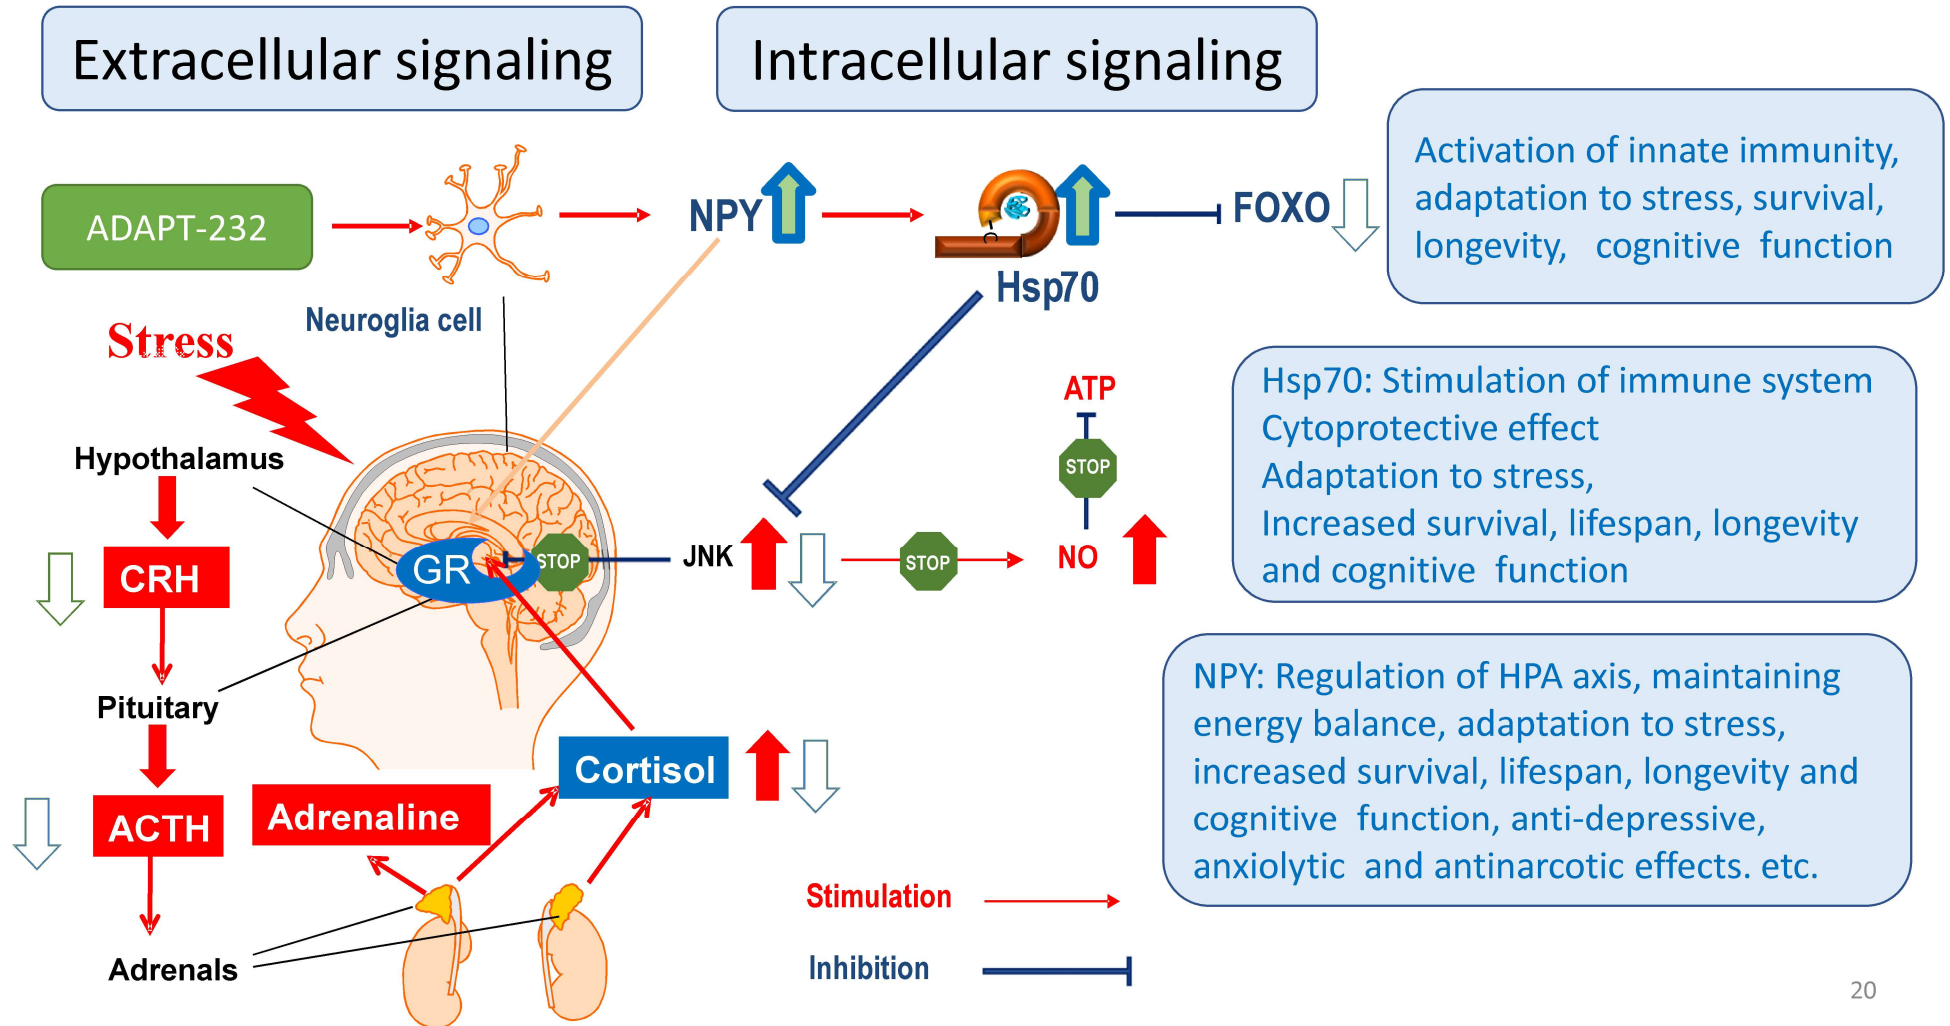 Extracellular signaling
Intracellular signaling
ADAPT-232
Neuroglia cell
NPY
Hsp70
FOXO
Activation of innate immunity,
adaptation to stress, survival,
longevity, cognitive function
Stress
Hypothalamus
CRH
Pituitary
ACTH
Adrenals
Adrenaline
Cortisol
GR
STOP
JNK
STOP
NO
STOP
ATP
Hsp70: Stimulation of immune system
Cytoprotective effect
Adaptation to stress,
Increased survival, lifespan, longevity
and cognitive function
NPY: Regulation of HPA axis, maintaining
energy balance, adaptation to stress,
increased survival, lifespan, longevity and
cognitive function, anti-depressive,
anxiolytic and antinarcotic effects. etc.
Stimulation
Inhibition
20